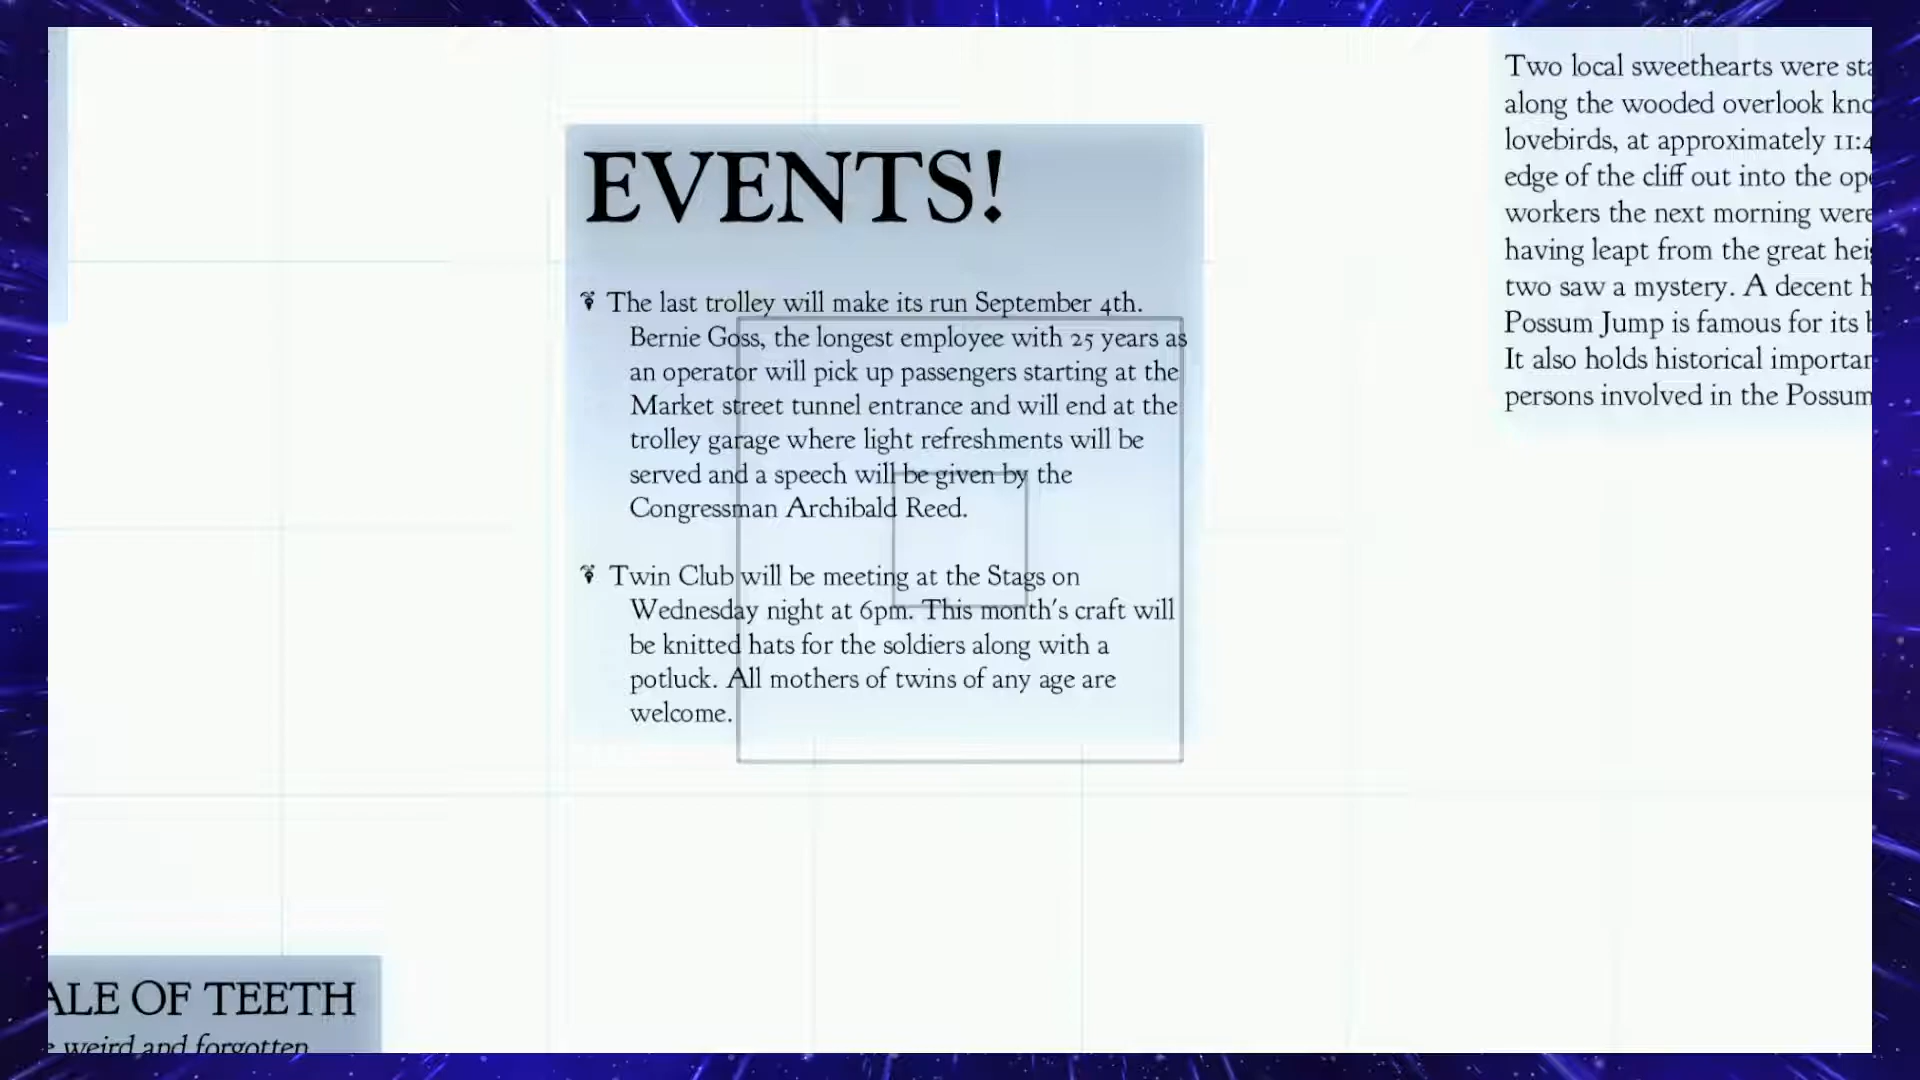 EVENTS!
The last trolley will make its run September 4th.
Bernie Goss, the longest employee with 25 years as
an operator will pick up passengers starting at the
Market street tunnel entrance and will end at the
trolley garage where light refreshments will be
served and a speech will be given by the
Congressman Archibald Reed.
Twin Club will be meeting at the Stags on
Wednesday night at 6pm. This month's craft will
be knitted hats for the soldiers along with a
potluck. All mothers of twins of any age are
welcome.
Two local sweethearts were
along the wooded overlook
lovebirds, at approximately
edge of the cliff out into the
workers the next morning were
having leapt from the great
two saw a mystery. A decent
Possum Jump is famous for its
It also holds historical
persons involved in the Possum
OF TEETH
weird and forgotten